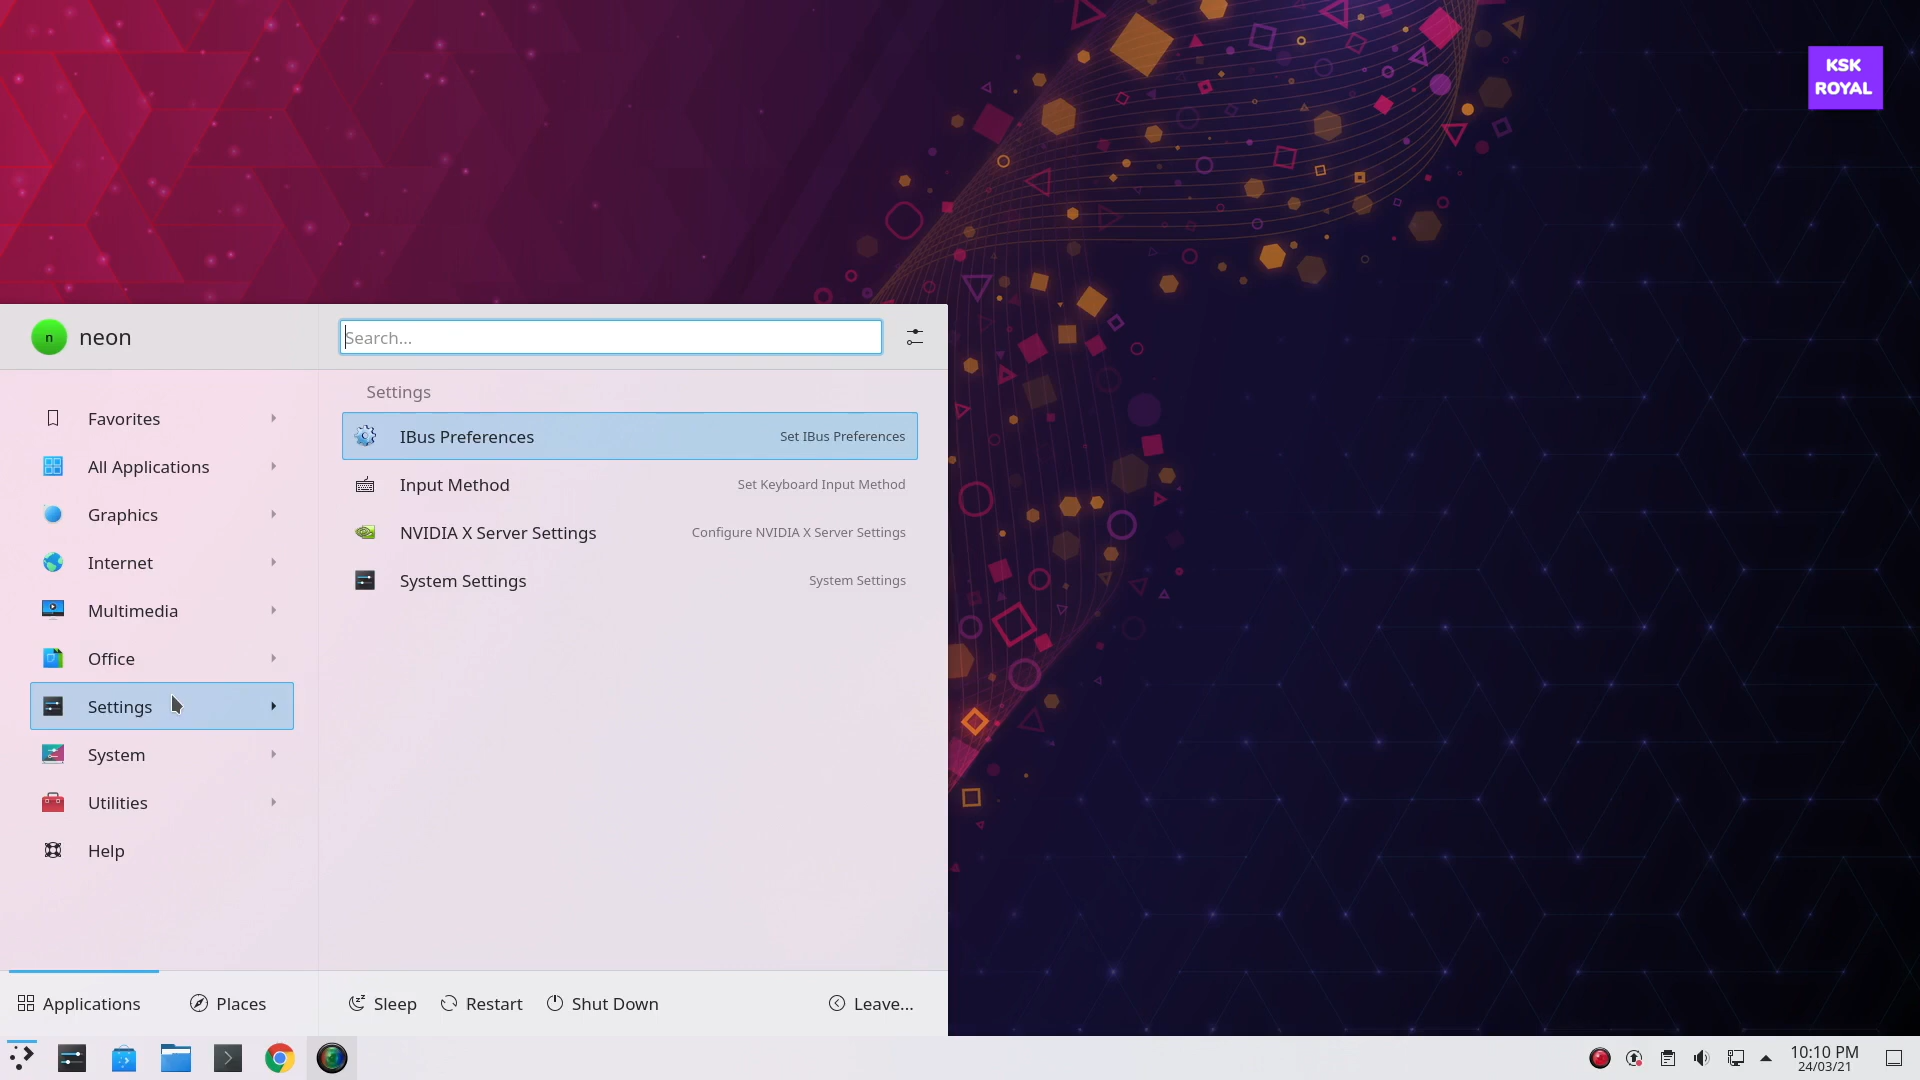 KSK
ROYAL
n neon
Search...
Settings
Favorites
All Applications
Graphics
Internet
Multimedia
Office
Settings
System
Utilities
Help
IBus Preferences Set IBus Preferences
Input Method Set Keyboard Input Method
NVIDIA X Server Settings Configure NVIDIA X Server Settings
System Settings System Settings
Applications Places Sleep Restart Shut Down Leave...
10:10 PM
24/03/21